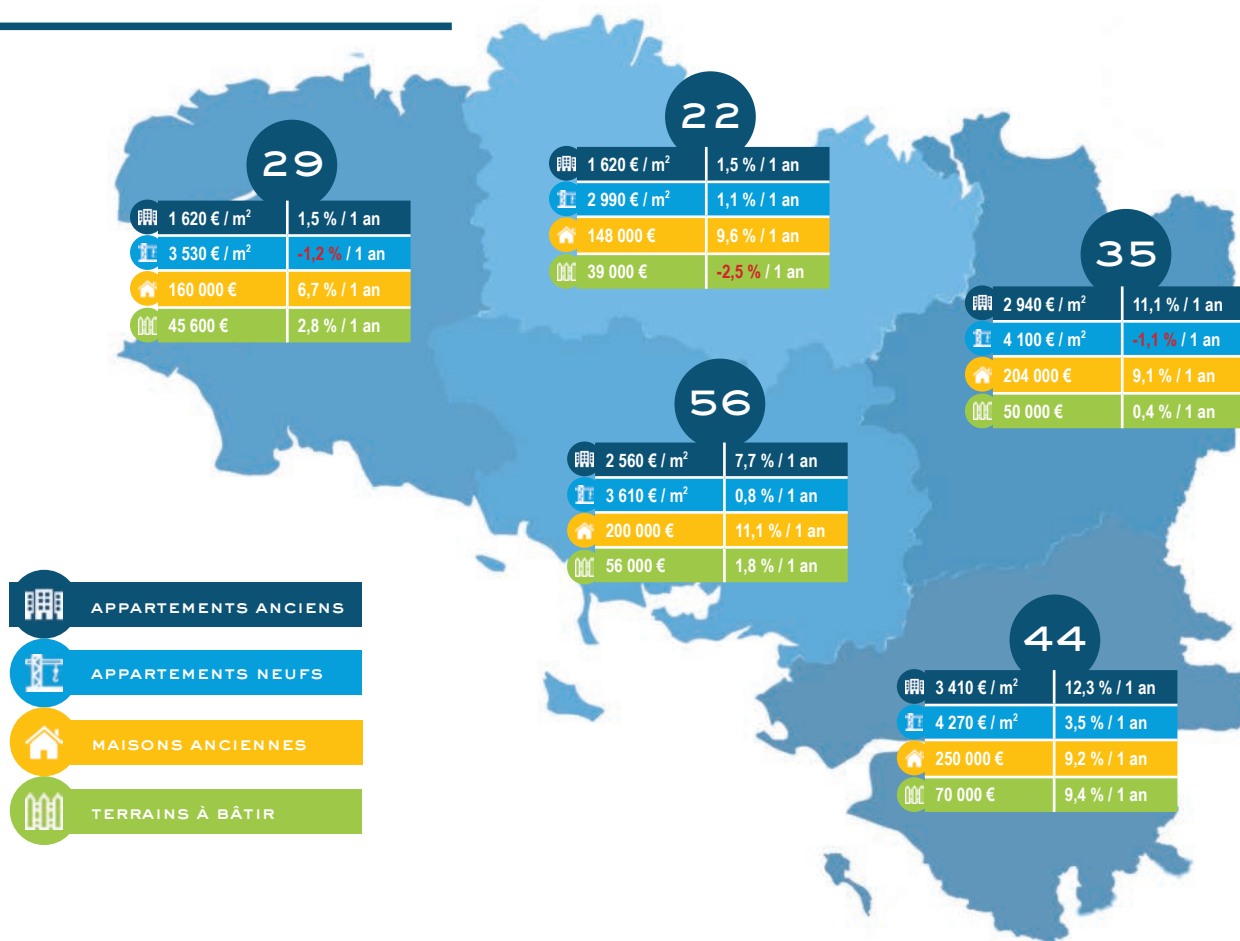 29
1 620 € / m² 1,5 % / 1 an
3 530 € / m² -1,2 % / 1 an
160 000 € 6,7 % / 1 an
45 600 € 2,8 % / 1 an
22
1 620 € / m² 1,5 % / 1 an
2 990 € / m² 1,1 % / 1 an
148 000 € 9,6 % / 1 an
39 000 € -2,5 % / 1 an
35
2 940 € / m² 11,1 % / 1 an
4 100 € / m² -1,1 % / 1 an
204 000 € 9,1 % / 1 an
50 000 € 0,4 % / 1 an
56
2 560 € / m² 7,7 % / 1 an
3 610 € / m² 0,8 % / 1 an
200 000 € 11,1 % / 1 an
56 000 € 1,8 % / 1 an
44
3 410 € / m² 12,3 % / 1 an
4 270 € / m² 3,5 % / 1 an
250 000 € 9,2 % / 1 an
70 000 € 9,4 % / 1 an
APPARTEMENTS ANCIENS
APPARTEMENTS NEUFS
MAISONS ANCIENNES
TERRAINS À BÂTIR